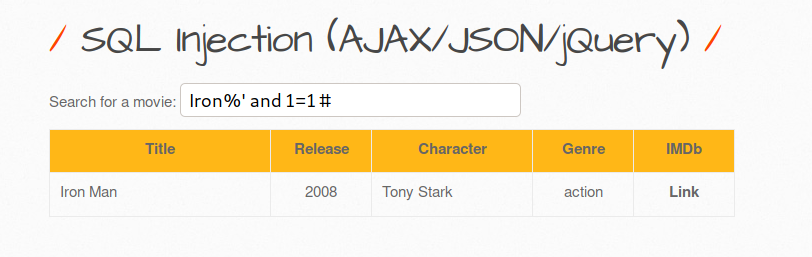 / SQL Injection (AJAX/JSON/jQuery) /
Search for a movie: Iron%' and 1=1#
Title Release Character Genre IMDb
Iron Man 2008 Tony Stark action Link